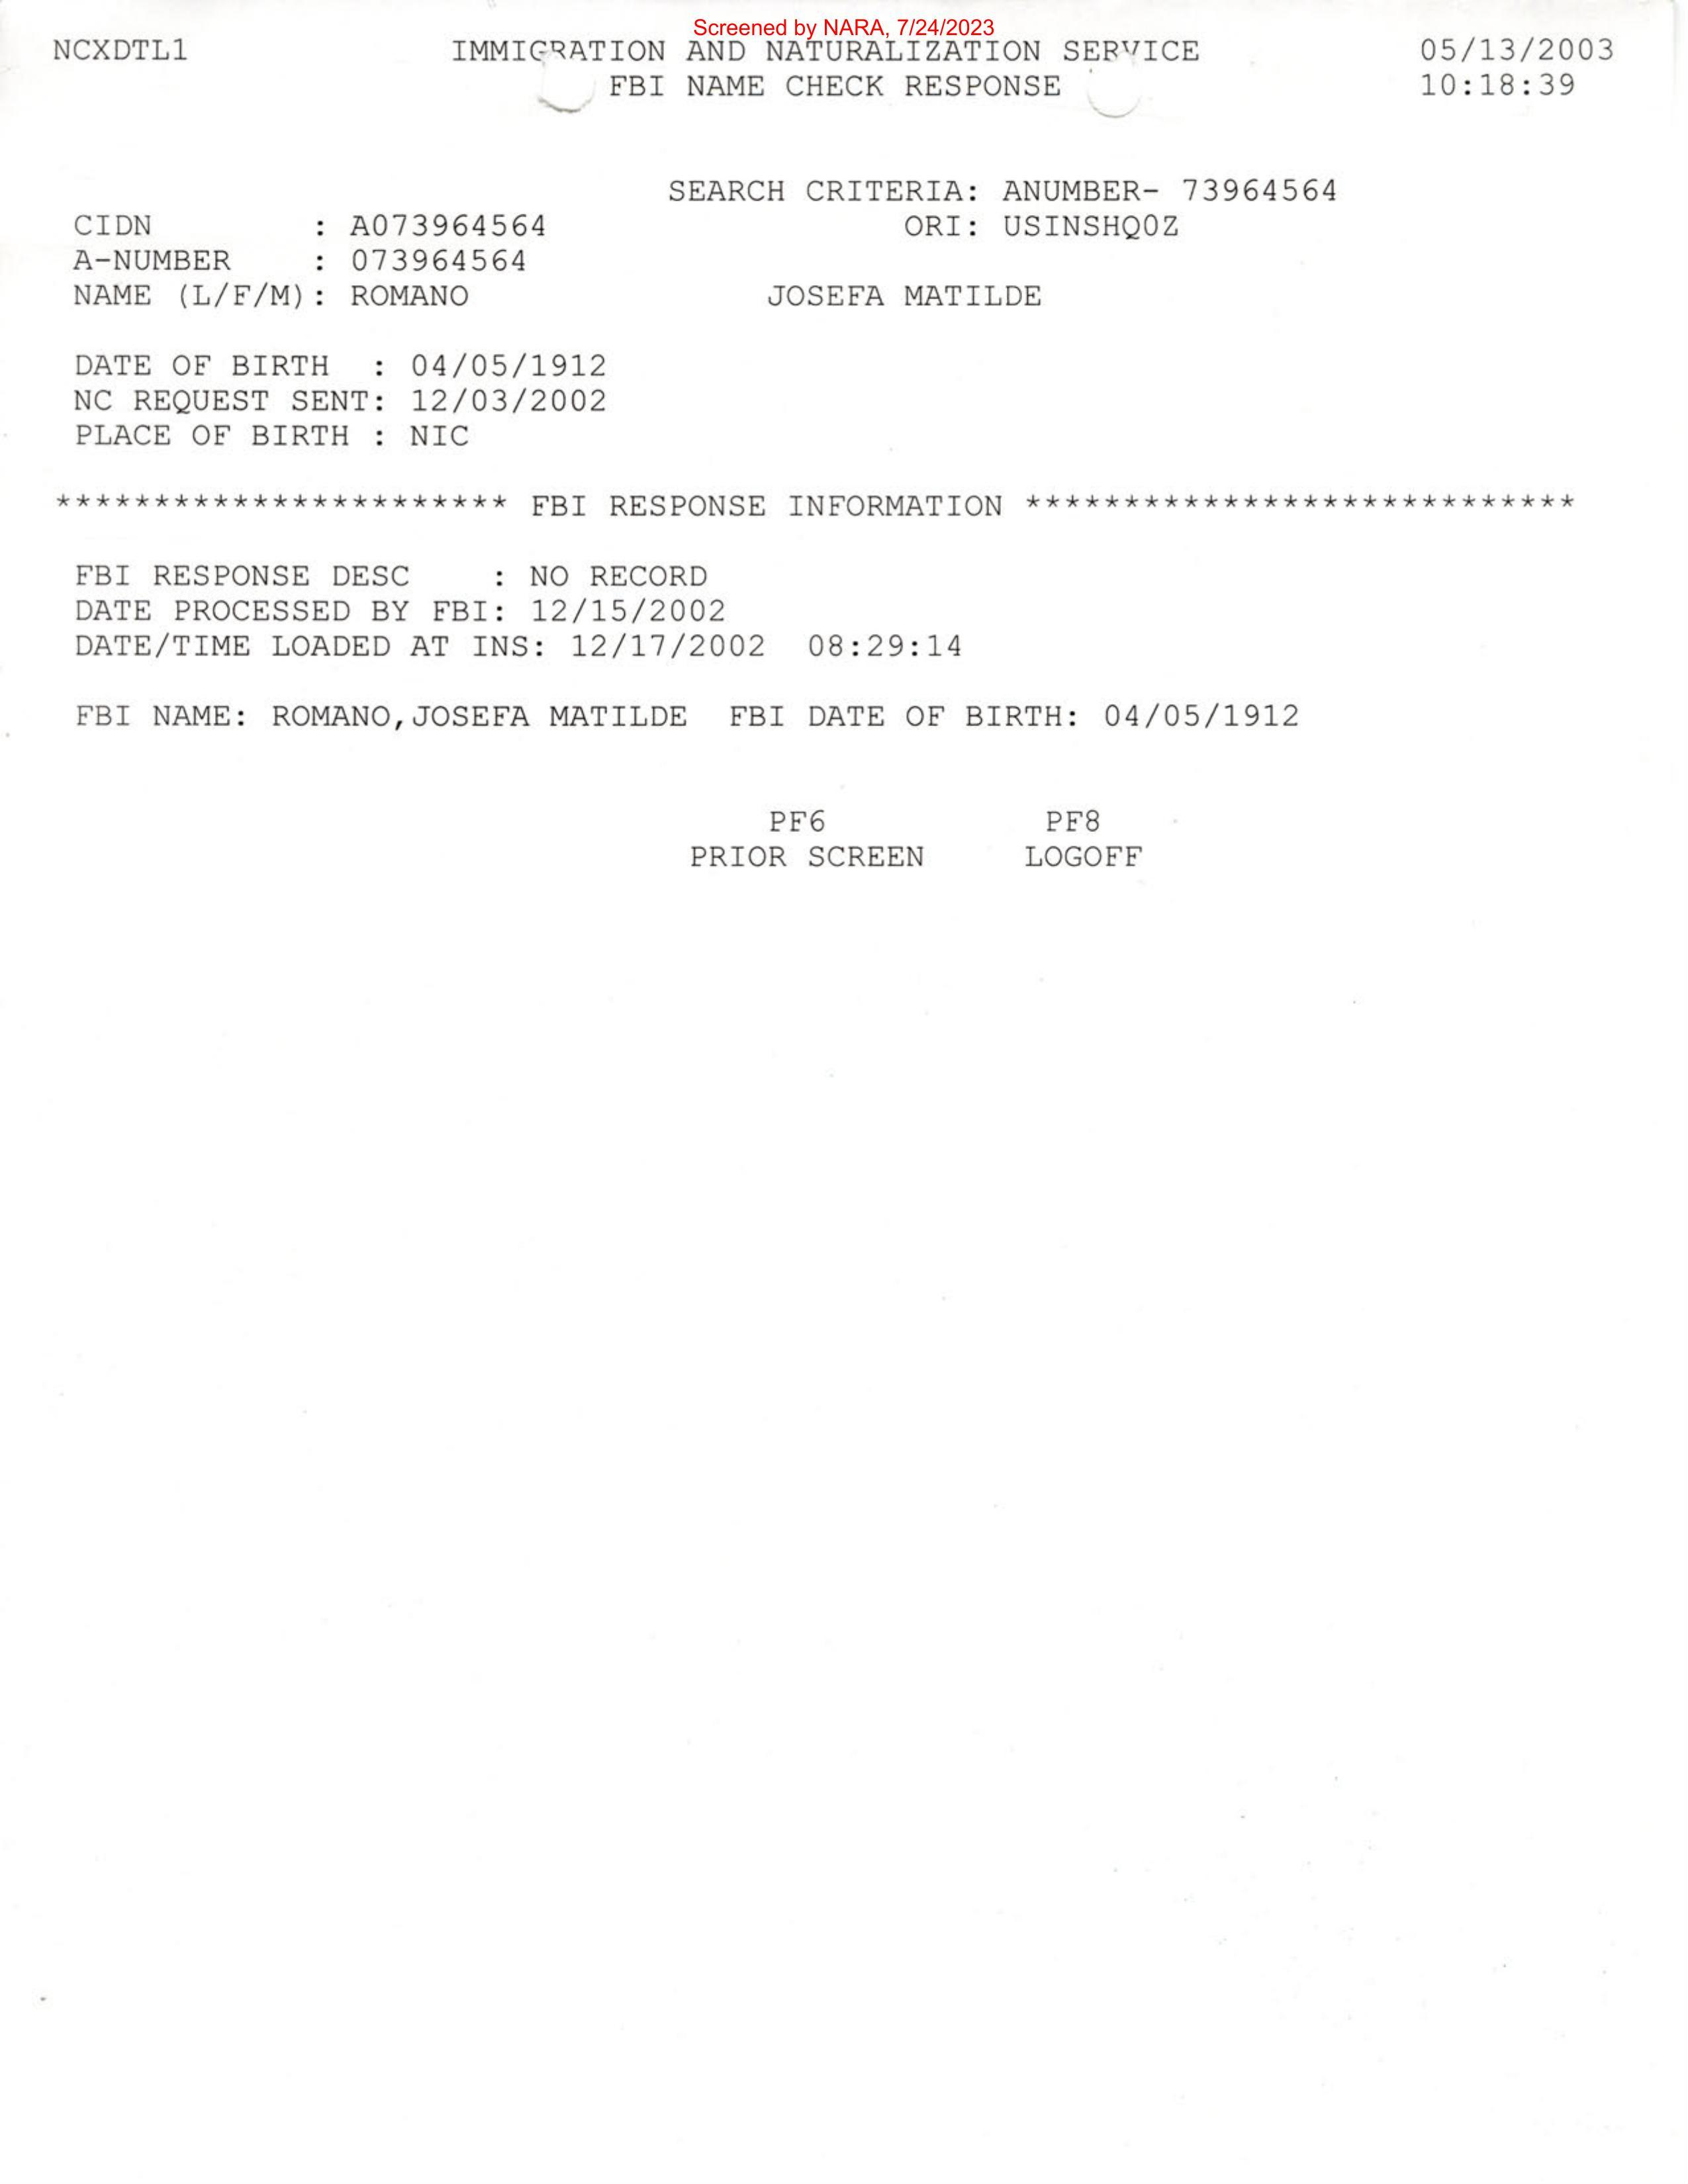 Screened by NARA, 7/24/2023
NCXDTL1 IMMIGRATION AND NATURALIZATION SERVICE 05/13/2003
FBI NAME CHECK RESPONSE 10:18:39
SEARCH CRITERIA: ANUMBER- 73964564
CIDN : A073964564 ORI: USINSHQ0Z
A-NUMBER : 073964564
NAME (L/F/M): ROMANO JOSEFA MATILDE
DATE OF BIRTH : 04/05/1912
NC REQUEST SENT: 12/03/2002
PLACE OF BIRTH : NIC
*********************** FBI RESPONSE INFORMATION ****************************
FBI RESPONSE DESC : NO RECORD
DATE PROCESSED BY FBI: 12/15/2002
DATE/TIME LOADED AT INS: 12/17/2002 08:29:14
FBI NAME: ROMANO,JOSEFA MATILDE FBI DATE OF BIRTH: 04/05/1912
PF6 PF8
PRIOR SCREEN LOGOFF